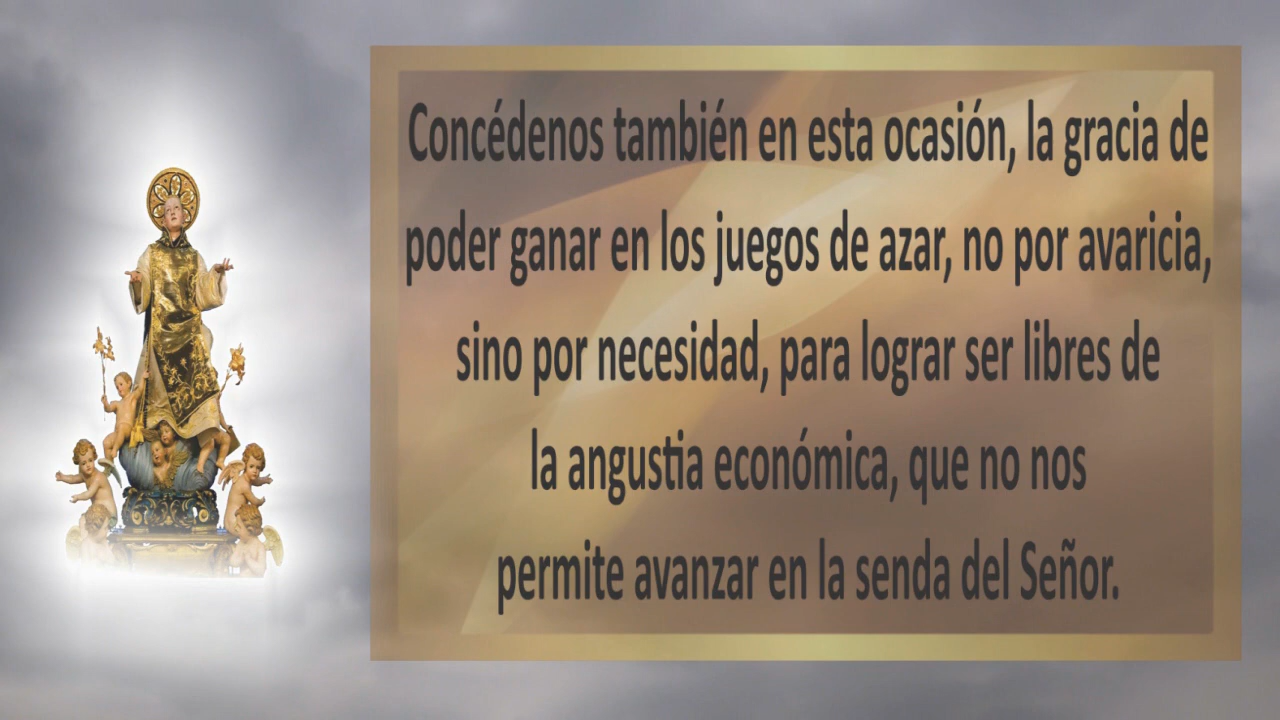 Concédenos también en esta ocasión, la gracia de
poder ganar en los juegos de azar, no por avaricia,
sino por necesidad, para lograr ser libres de
la angustia económica, que no nos
permite avanzar en la senda del Señor.